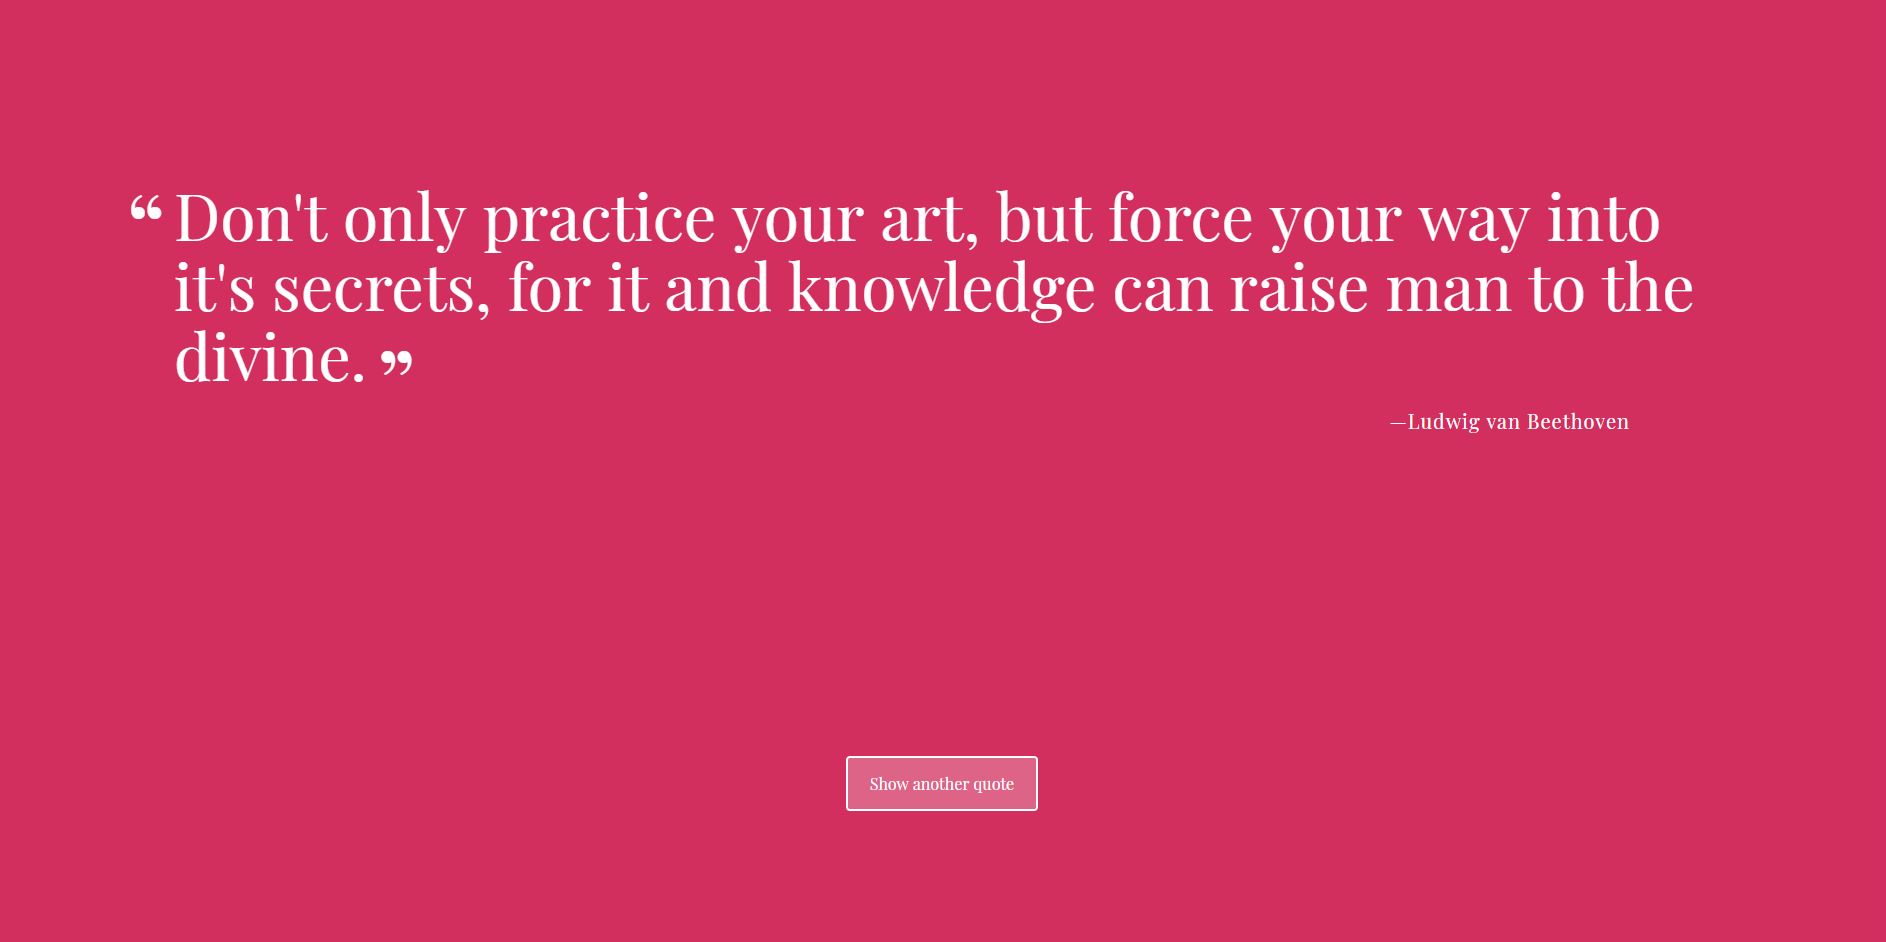 “ Don't only practice your art, but force your way into
it's secrets, for it and knowledge can raise man to the
divine. ”
—Ludwig van Beethoven
Show another quote